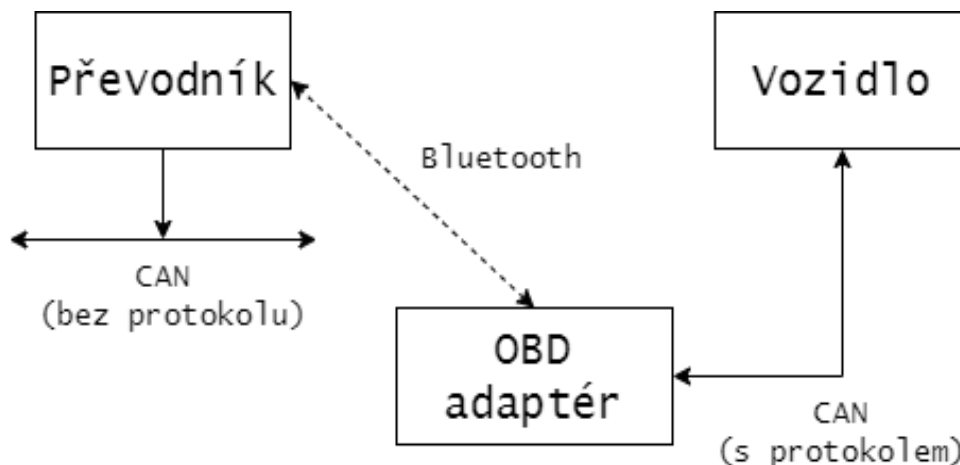 Převodník
Vozidlo
Bluetooth
CAN
(bez protokolu)
OBD
adaptér
CAN
(s protokolem)